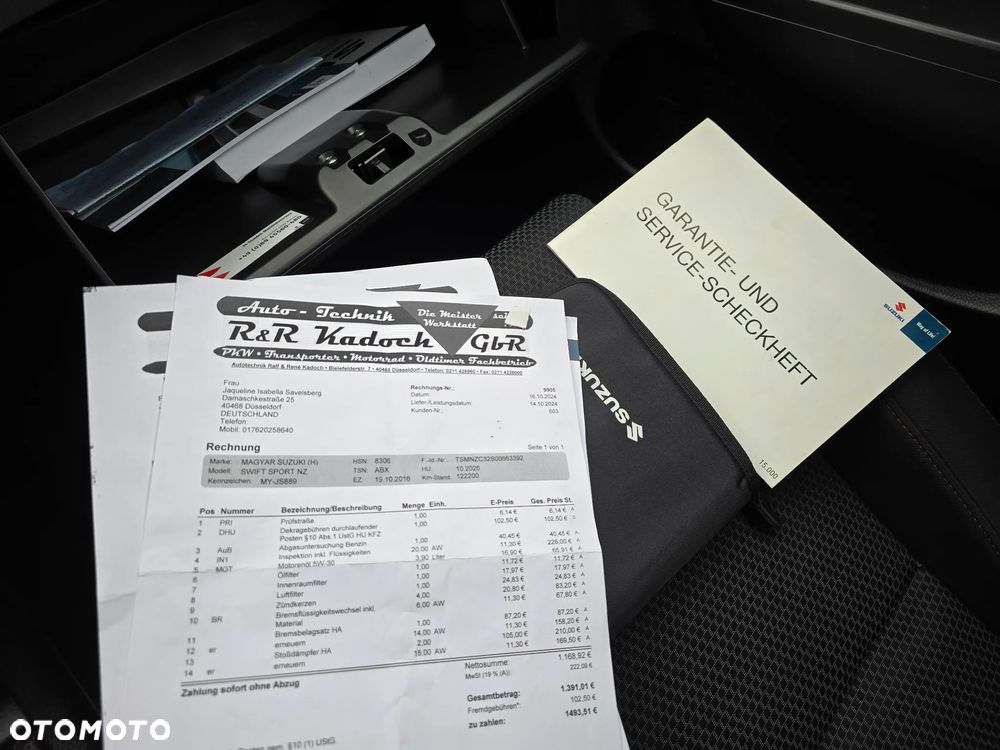 GARANTIE- UND
SERVICE-SCHECKHEFT
SUZUKI
Way of Life!
15.000
SUZUKI
Auto - Technik
Die Meister
Werkstatt
sei
R&R Kadoch GbR
PKW • Transporter • Motorrad • Oldtimer Fachbetrieb
Autotechnik Ralf & René Kadoch • Bielefelderstr. 7 • 40468 Düsseldorf • Telefon: 0211 428960 • Fax: 0211 4228000
Frau
Jaqueline Isabella Savelsberg
Damaschkestraße 25
40468 Düsseldorf
DEUTSCHLAND
Telefon:
Mobil: 017620258640
Rechnungs-Nr.: 9905
Datum: 16.10.2024
Liefer-/Leistungsdatum: 14.10.2024
Kunden-Nr.: 603
Rechnung
Seite 1 von 1
Marke: MAGYAR SUZUKI (H) HSN: 8306 F.-Id.-Nr.: TSMNZC32S00663392
Modell: SWIFT SPORT NZ TSN: ABX HU: 10.2026
Kennzeichen: MY-JS889 EZ: 19.10.2016 Km-Stand: 122200
Pos Nummer Bezeichnung/Beschreibung Menge Einh. E-Preis Ges. Preis St.
1 PRI Prüfstraße 1,00 6,14 € 6,14 € A
2 DHU Dekragebühren durchlaufender 1,00 102,50 € 102,50 €
Posten §10 Abs.1 UstG HU KFZ
3 AuB Abgasuntersuchung Benzin 1,00 40,45 € 40,45 € A
4 IN1 Inspektion inkl. Flüssigkeiten 20,00 AW 11,30 € 226,00 € A
5 MOT Motorenöl 5W-30 3,90 Liter 16,90 € 65,91 € A
6 Ölfilter 1,00 11,72 € 11,72 € A
7 Innenraumfilter 1,00 17,97 € 17,97 € A
8 Luftfilter 1,00 24,83 € 24,83 € A
9 Zündkerzen 4,00 20,80 € 83,20 € A
10 BR Bremsflüssigkeitswechsel inkl. 6,00 AW 11,30 € 67,80 € A
Material
11 Bremsbelagsatz HA 1,00 87,20 € 87,20 € A
12 er erneuern 14,00 AW 11,30 € 158,20 € A
13 Stoßdämpfer HA 2,00 105,00 € 210,00 € A
14 er erneuern 15,00 AW 11,30 € 169,50 € A
Zahlung sofort ohne Abzug
Nettosumme: 1.168,92 €
MwSt (19 % (A)): 222,09 €
Gesamtbetrag: 1.391,01 €
Fremdgebühren*: 102,50 €
zu zahlen: 1493,51 €
§10 (1) UStG.
OTOMOTO